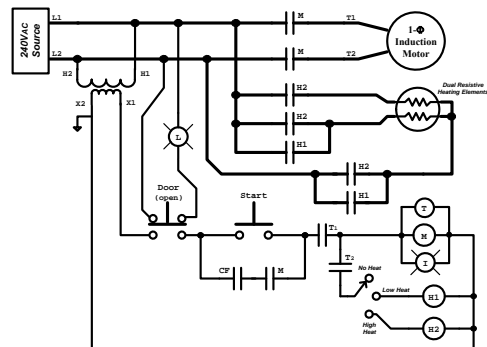 240VAC
Source
L1
L2
M
M
T1
T2
1-Φ
Induction
Motor
H2
H1
X2
X1
L
H2
H2
H1
Dual Resistive
Heating Elements
H2
H1
Door
(open)
Start
T1
T2
CF
M
T
M
I
No Heat
Low Heat
High
Heat
H1
H2